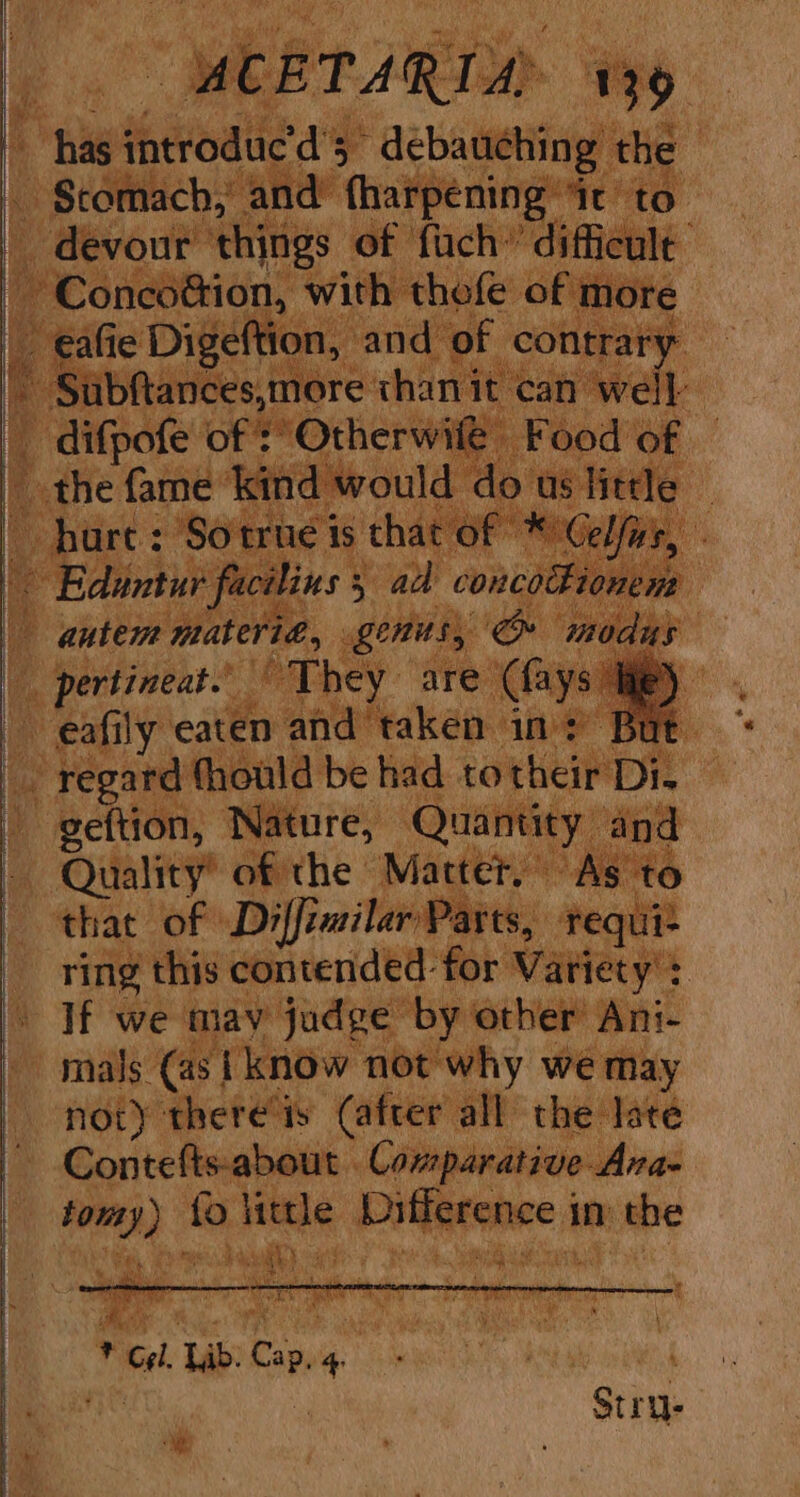 ACETARIA. 139
has introduc'd; debauching the
Stomach, and ſharpening it to
devour things of ſuch difficult
Concoction, with thoſe of more
eaſie Digeſtion, and of contrary
Subſtances, more than it can well
diſpoſe of: Otherwiſe Food of
the ſame kind would do us little
hurt: So true is that of * Celſus,
Eduntur facilius; ad concoctionem
autem materiæ, genus, & modus
pertineat. They are (ſays he)
eaſily eaten and taken in: But
regard ſhould be had to their Di-
geſtion, Nature, Quantity and
Quality of the Matter. As to
that of Diſſimilar Parts, requi-
ring this contended for Variety:
If we may judge by other Ani-
mals (as I know not why we may
not) there is (after all the late
Conteſts about Comparative Ana-
tomy) ſo little Difference in the
* Cel. Lib. Cap. 4.
Stru-